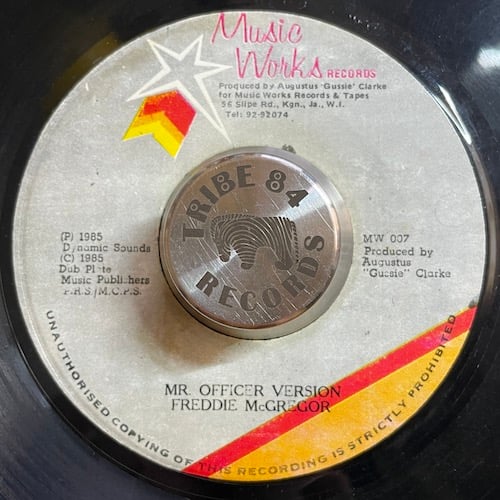 Music
Works RECORDS
Produced by Augustus 'Gussie' Clarke
for Music Works Records & Tapes
56 Slipe Rd., Kgn., Ja., W.I.
Tel: 92-92074
TRIBE 84
RECORDS
(P) 1985
Dynamic Sounds
(C) 1985
Dub Plate
Music Publishers
P.R.S./M.C.P.S.
MW 007
Produced by
Augustus
"Gussie" Clarke
MR. OFFICER VERSION
FREDDIE McGREGOR
UNAUTHORISED COPYING OF THIS RECORDING IS STRICTLY PROHIBITED